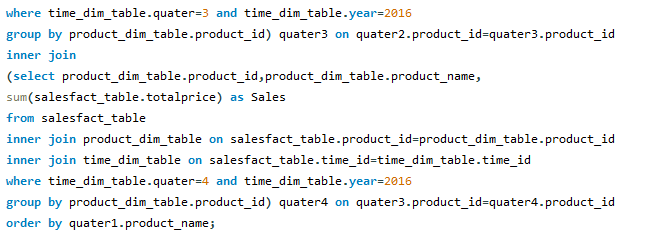 where time_dim_table.quater=3 and time_dim_table.year=2016
group by product_dim_table.product_id) quater3 on quater2.product_id=quater3.product_id
inner join
(select product_dim_table.product_id,product_dim_table.product_name,
sum(salesfact_table.totalprice) as Sales
from salesfact_table
inner join product_dim_table on salesfact_table.product_id=product_dim_table.product_id
inner join time_dim_table on salesfact_table.time_id=time_dim_table.time_id
where time_dim_table.quater=4 and time_dim_table.year=2016
group by product_dim_table.product_id) quater4 on quater3.product_id=quater4.product_id
order by quater1.product_name;